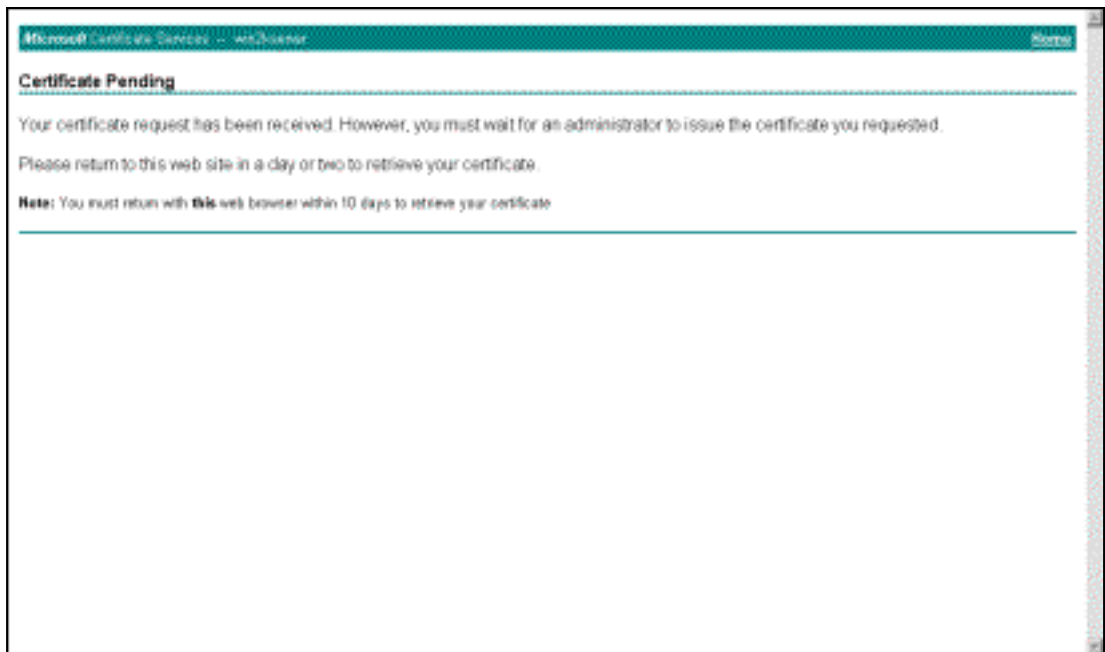 Microsoft Certificate Services -- Home
Certificate Pending
Your certificate request has been received. However, you must wait for an administrator to issue the certificate you requested.
Please return to this web site in a day or two to retrieve your certificate.
Note: You must return with this web browser within 10 days to retrieve your certificate